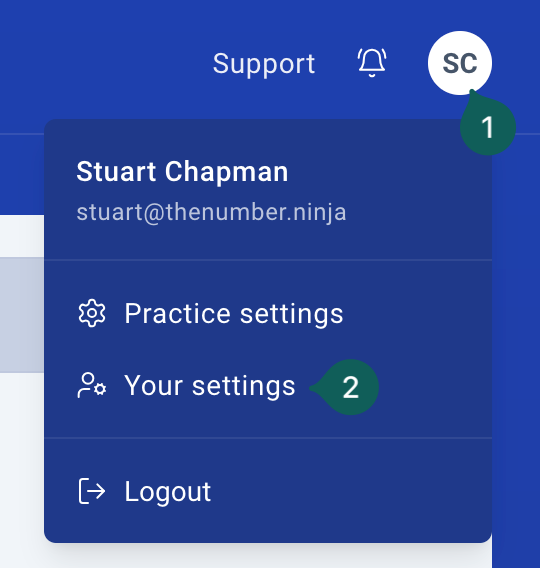 Support
SC
1
Stuart Chapman
stuart@thenumber.ninja
Practice settings
Your settings
2
Logout